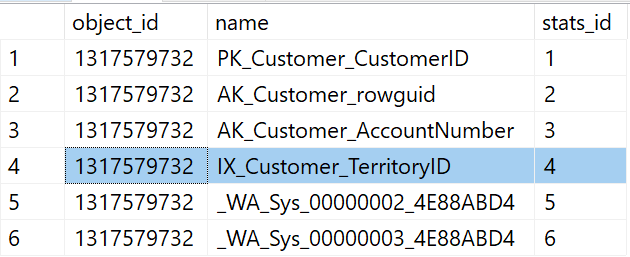 object_id name stats_id
1 1317579732 PK_Customer_CustomerID 1
2 1317579732 AK_Customer_rowguid 2
3 1317579732 AK_Customer_AccountNumber 3
4 1317579732 IX_Customer_TerritoryID 4
5 1317579732 _WA_Sys_00000002_4E88ABD4 5
6 1317579732 _WA_Sys_00000003_4E88ABD4 6